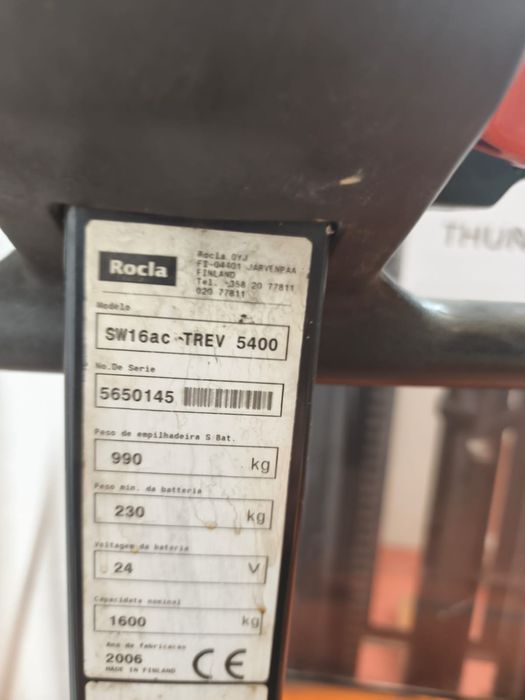 Rocla
Rocla OYJ
FI-04401 JARVENPAA
FINLAND
Tel. +358 20 77811
020 77811
Modelo
SW16ac TREV 5400
No.De Serie
5650145
Peso de empilhadeira S Bat.
990 kg
Peso min. da batteria
230 kg
Voltagem da bateria
24 V
Capacidate nominal
1600 kg
Ano de fabricacao
2006
MADE IN FINLAND
CE
THUR